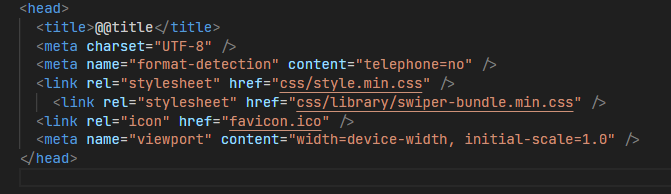 <head>
<title>@@title</title>
<meta charset="UTF-8" />
<meta name="format-detection" content="telephone=no" />
<link rel="stylesheet" href="css/style.min.css" />
<link rel="stylesheet" href="css/library/swiper-bundle.min.css" />
<link rel="icon" href="favicon.ico" />
<meta name="viewport" content="width=device-width, initial-scale=1.0" />
</head>